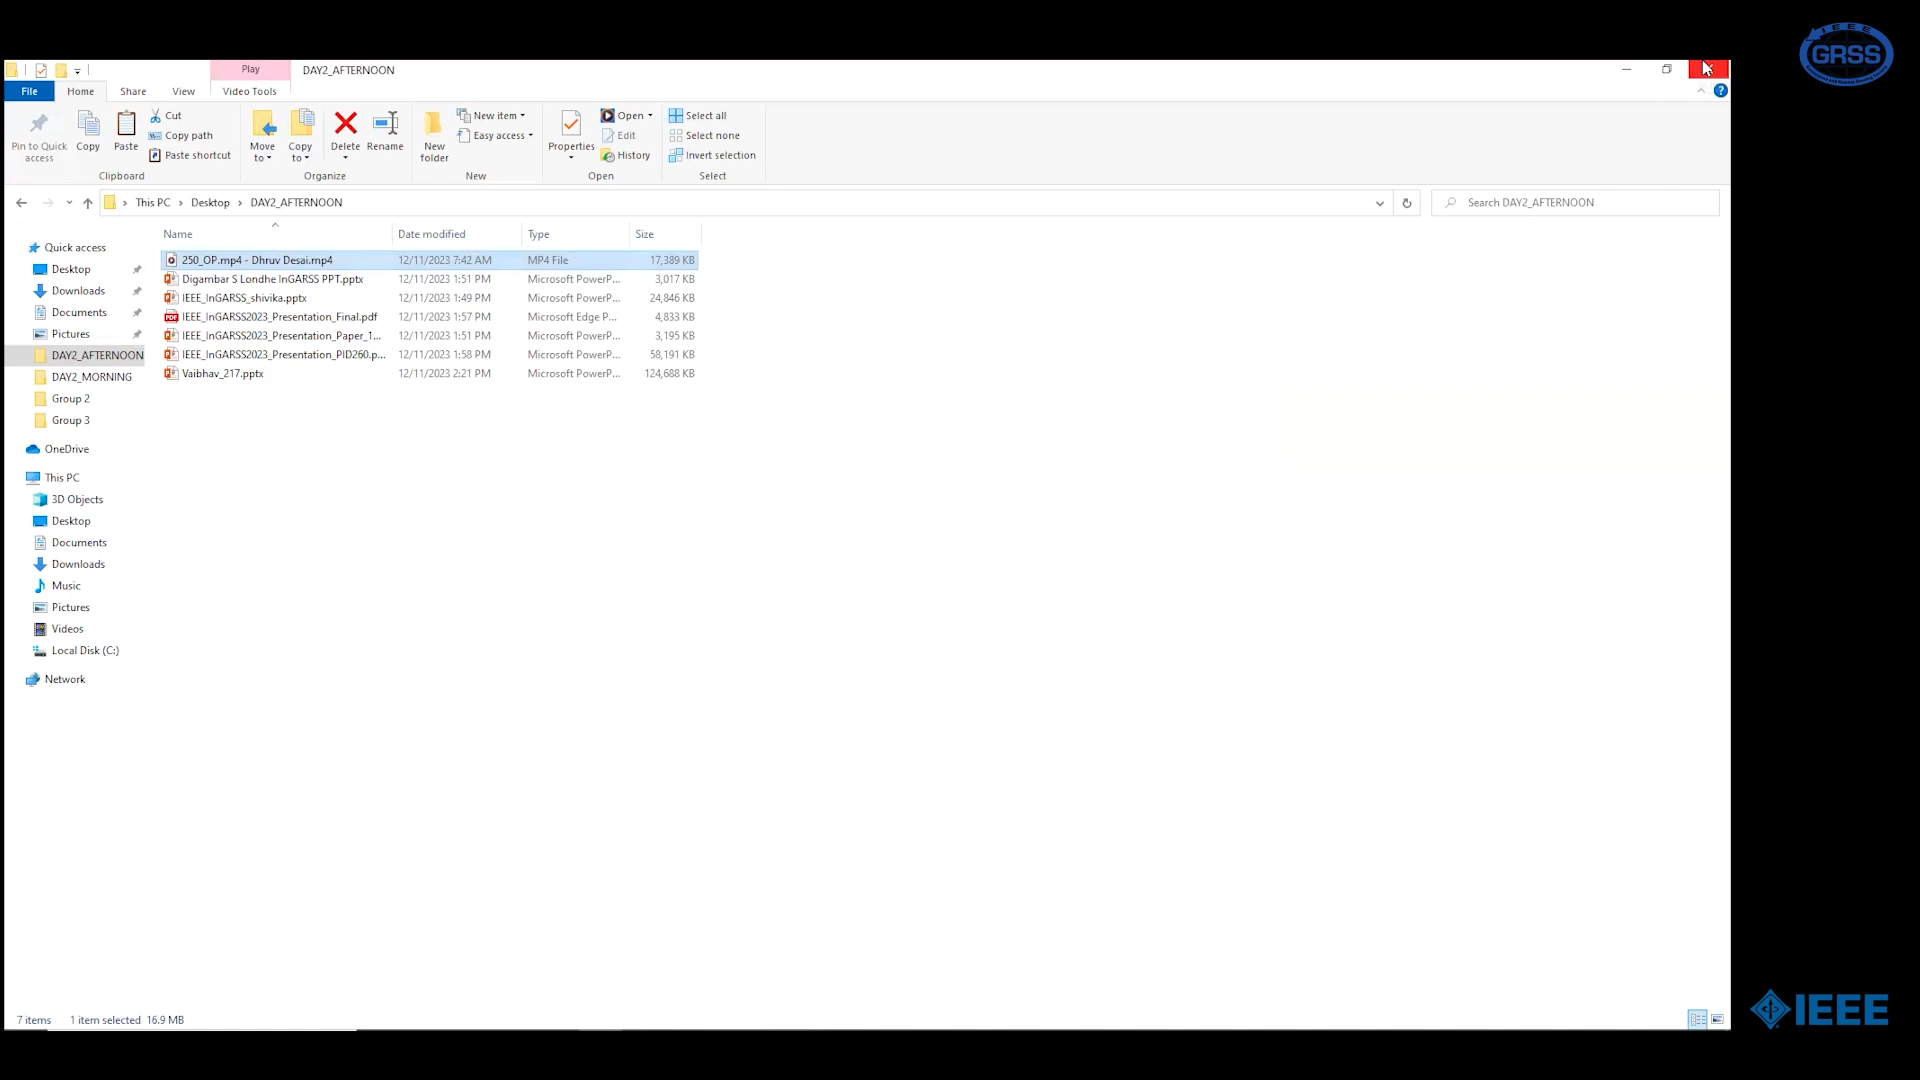 IEEE
GRSS
Play
DAY2_AFTERNOON
File
Home
Share
View
Video Tools
Pin to Quick access
Copy
Paste
Cut
Copy path
Paste shortcut
Clipboard
Move to
Copy to
Delete
Rename
Organize
New folder
New item
Easy access
New
Properties
Open
Edit
History
Open
Select all
Select none
Invert selection
Select
This PC > Desktop > DAY2_AFTERNOON
Search DAY2_AFTERNOON
Name Date modified Type Size
250_OP.mp4 - Dhruv Desai.mp4 12/11/2023 7:42 AM MP4 File 17,389 KB
Digambar S Londhe InGARSS PPT.pptx 12/11/2023 1:51 PM Microsoft PowerP... 3,017 KB
IEEE_InGARSS_shivika.pptx 12/11/2023 1:49 PM Microsoft PowerP... 24,846 KB
PDF IEEE_InGARSS2023_Presentation_Final.pdf 12/11/2023 1:57 PM Microsoft Edge P... 4,833 KB
IEEE_InGARSS2023_Presentation_Paper_1... 12/11/2023 1:51 PM Microsoft PowerP... 3,195 KB
IEEE_InGARSS2023_Presentation_PID260.p... 12/11/2023 1:58 PM Microsoft PowerP... 58,191 KB
Vaibhav_217.pptx 12/11/2023 2:21 PM Microsoft PowerP... 124,688 KB
Quick access
Desktop
Downloads
Documents
Pictures
DAY2_AFTERNOON
DAY2_MORNING
Group 2
Group 3
OneDrive
This PC
3D Objects
Desktop
Documents
Downloads
Music
Pictures
Videos
Local Disk (C:)
Network
7 items 1 item selected 16.9 MB
IEEE